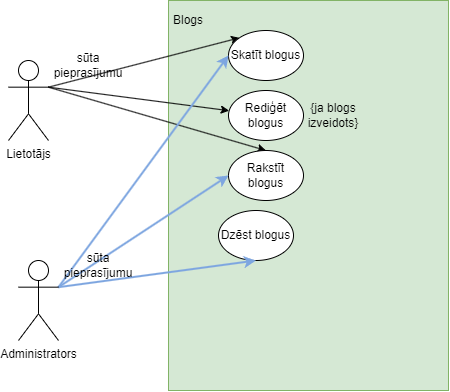 Blogs
sūta
pieprasījumu
Skatīt blogus
Lietotājs
Rediģēt
blogus
{ja blogs
izveidots}
Rakstīt
blogus
Dzēst blogus
sūta
pieprasījumu
Administrators